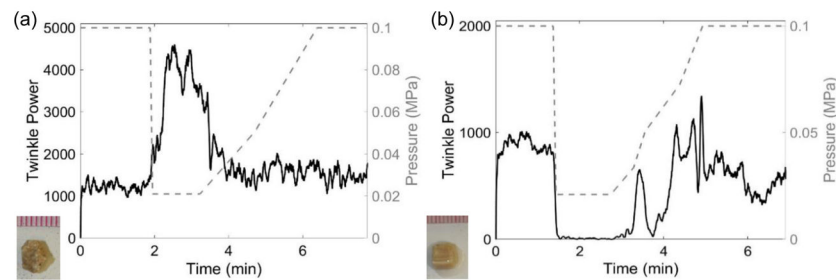 (a)
5000
4000
3000
2000
1000
0
Twinkle Power
0.1
0.08
0.06
0.04
0.02
0
Pressure (MPa)
0 2 4 6
Time (min)
(b)
2000
1000
0
Twinkle Power
0.1
0.05
0
Pressure (MPa)
0 2 4 6
Time (min)